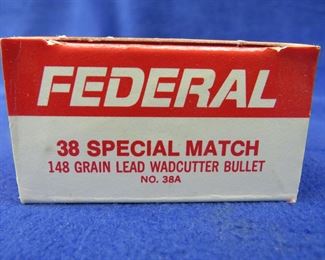 FEDERAL
38 SPECIAL MATCH
148 GRAIN LEAD WADCUTTER BULLET
NO. 38A